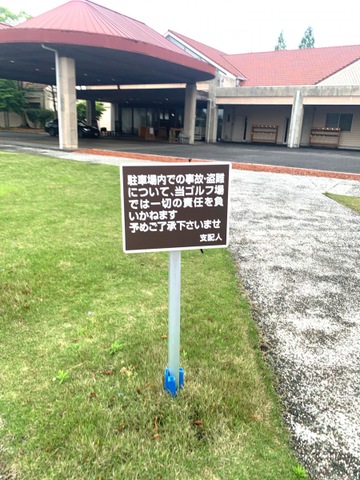 駐車場内での事故・盗難
について、当ゴルフ場
では一切の責任を負
いかねます
予めご了承下さいませ
支配人